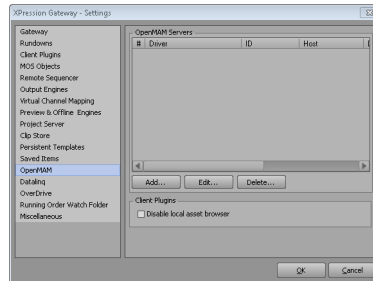 XPression Gateway - Settings
Gateway
Rundowns
Client Plugins
MOS Objects
Remote Sequencer
Output Engines
Virtual Channel Mapping
Preview & Offline Engines
Project Server
Clip Store
Persistent Templates
Saved Items
OpenMAM
Datalinq
OverDrive
Running Order Watch Folder
Miscellaneous
OpenMAM Servers
# Driver ID Host
Add... Edit... Delete...
Client Plugins
Disable local asset browser
OK Cancel